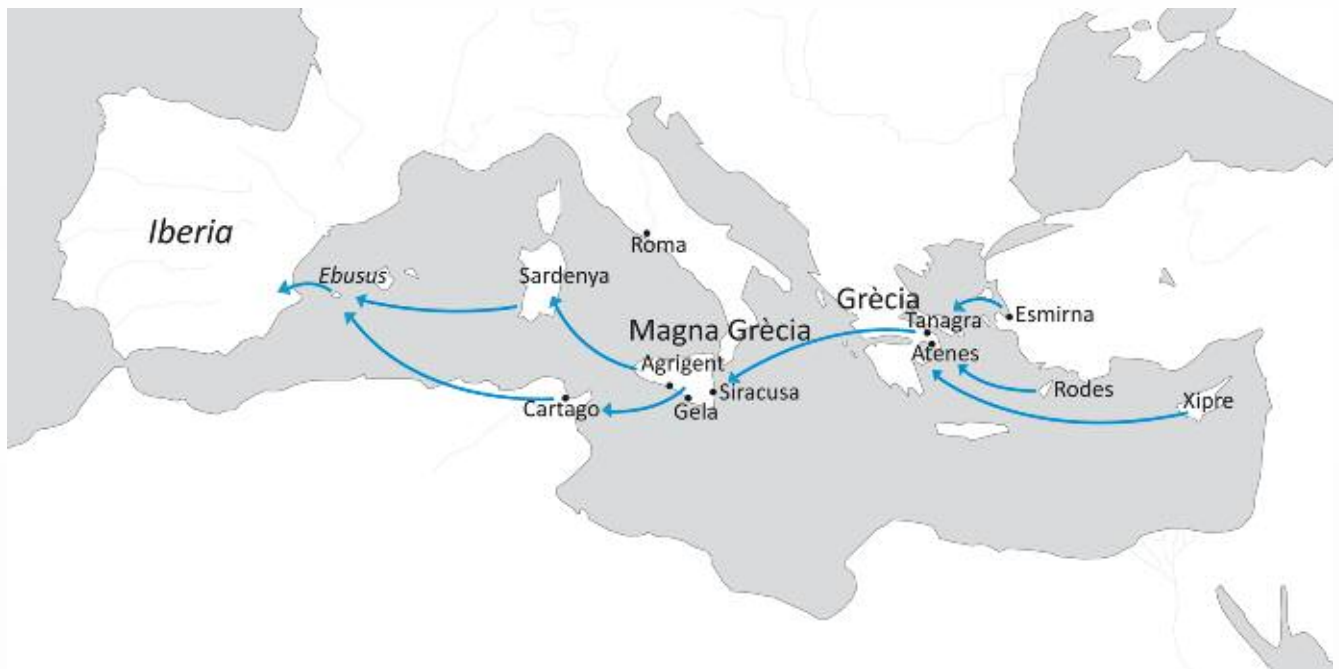 Iberia
Roma
Ebusus
Sardenya
Grècia
Tanagra
Esmirna
Magna Grècia
Atenes
Agrigent
Siracusa
Rodes
Xipre
Cartago
Gela